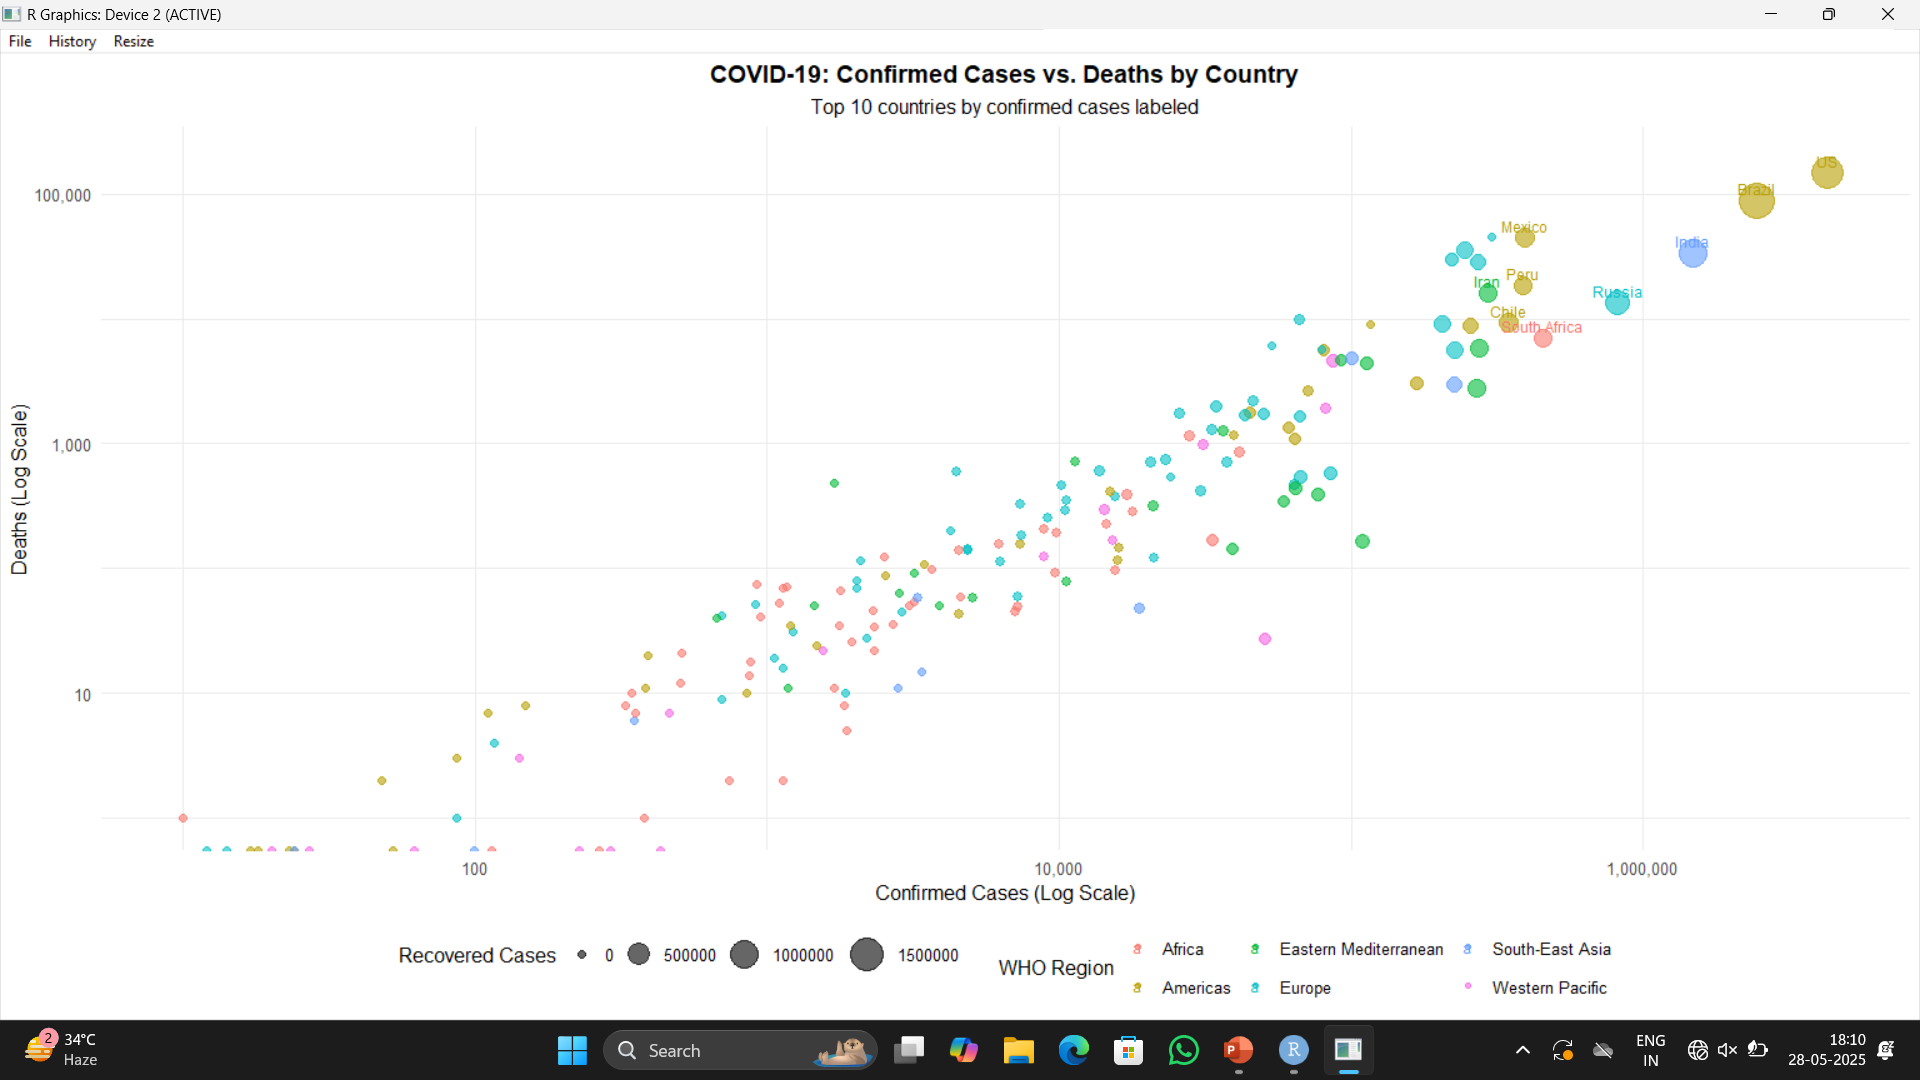 R Graphics: Device 2 (ACTIVE)
File History Resize
COVID-19: Confirmed Cases vs. Deaths by Country
Top 10 countries by confirmed cases labeled
US
Brazil
Mexico
India
Peru
Iran
Russia
Chile
South Africa
100,000
1,000
10
Deaths (Log Scale)
100 10,000 1,000,000
Confirmed Cases (Log Scale)
Recovered Cases 0 500000 1000000 1500000
WHO Region
Africa Eastern Mediterranean South-East Asia
Americas Europe Western Pacific
2
34°C
Haze
Search
P
R
ENG
IN
18:10
28-05-2025